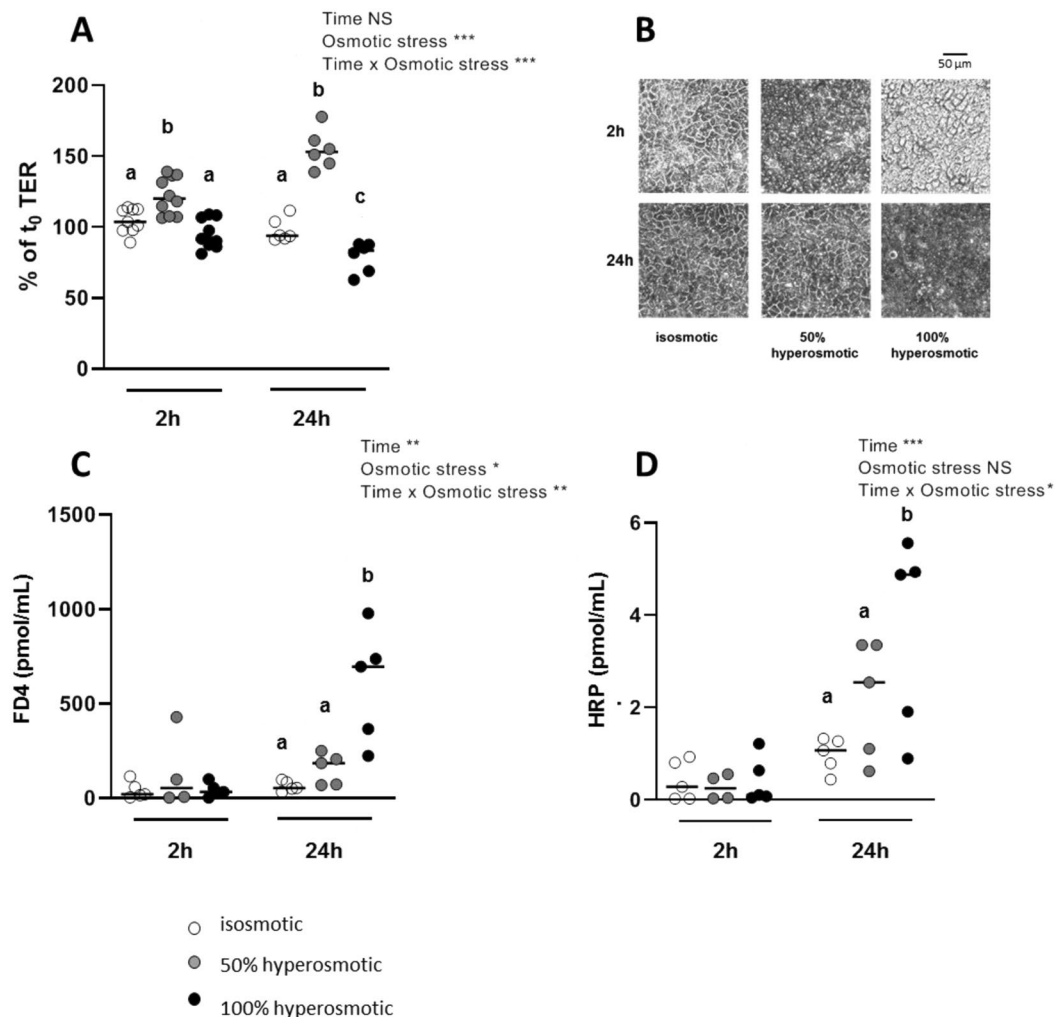 A
Time NS
Osmotic stress ***
Time x Osmotic stress ***
% of t0 TER
200
150
100
50
0
a
b
a
a
b
c
2h
24h
B
50 µm
2h
24h
isosmotic
50%
hyperosmotic
100%
hyperosmotic
C
Time **
Osmotic stress *
Time x Osmotic stress **
FD4 (pmol/mL)
1500
1000
500
0
a
a
b
2h
24h
D
Time ***
Osmotic stress NS
Time x Osmotic stress*
HRP (pmol/mL)
6
4
2
0
a
a
b
2h
24h
isosmotic
50% hyperosmotic
100% hyperosmotic